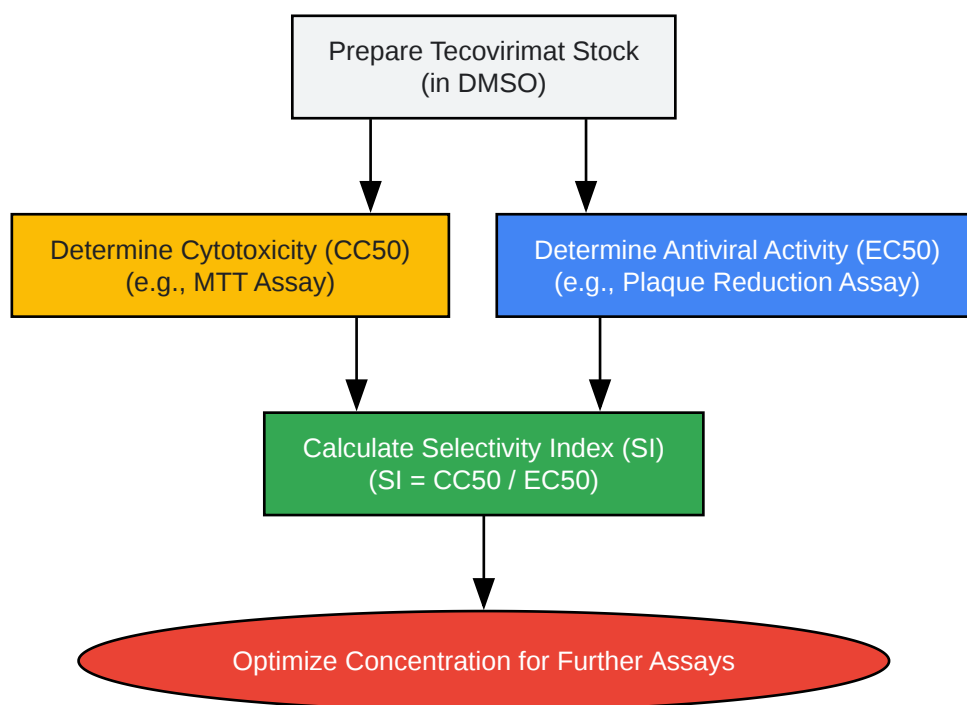 Prepare Tecovirimat Stock
(in DMSO)
Determine Cytotoxicity (CC50)
(e.g., MTT Assay)
Determine Antiviral Activity (EC50)
(e.g., Plaque Reduction Assay)
Calculate Selectivity Index (SI)
(SI = CC50 / EC50)
Optimize Concentration for Further Assays